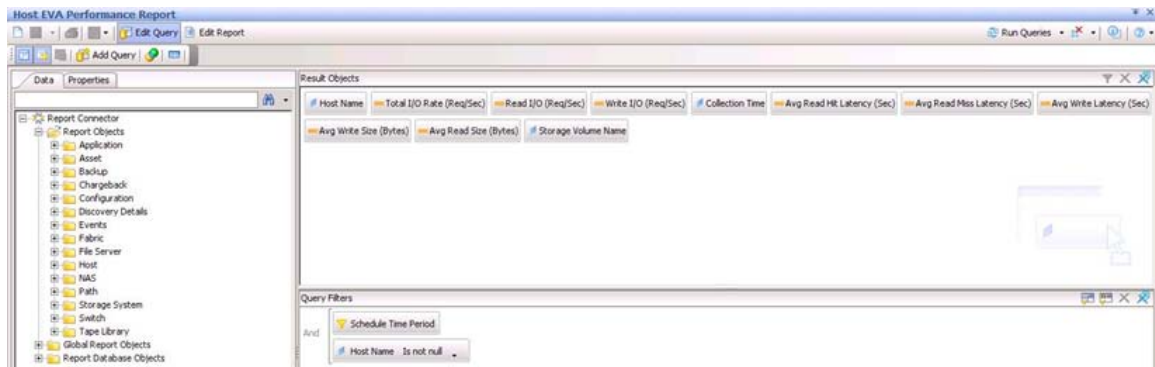 Host EVA Performance Report
Edit Query Edit Report Run Queries
Add Query
Data Properties
Report Connector
Report Objects
Application
Asset
Backup
Chargeback
Configuration
Discovery Details
Events
Fabric
File Server
Host
NAS
Path
Storage System
Switch
Tape Library
Global Report Objects
Report Database Objects
Result Objects
Host Name Total I/O Rate (Req/Sec) Read I/O (Req/Sec) Write I/O (Req/Sec) Collection Time Avg Read Hit Latency (Sec) Avg Read Miss Latency (Sec) Avg Write Latency (Sec)
Avg Write Size (Bytes) Avg Read Size (Bytes) Storage Volume Name
Query Filters
And
Schedule Time Period
Host Name Is not null